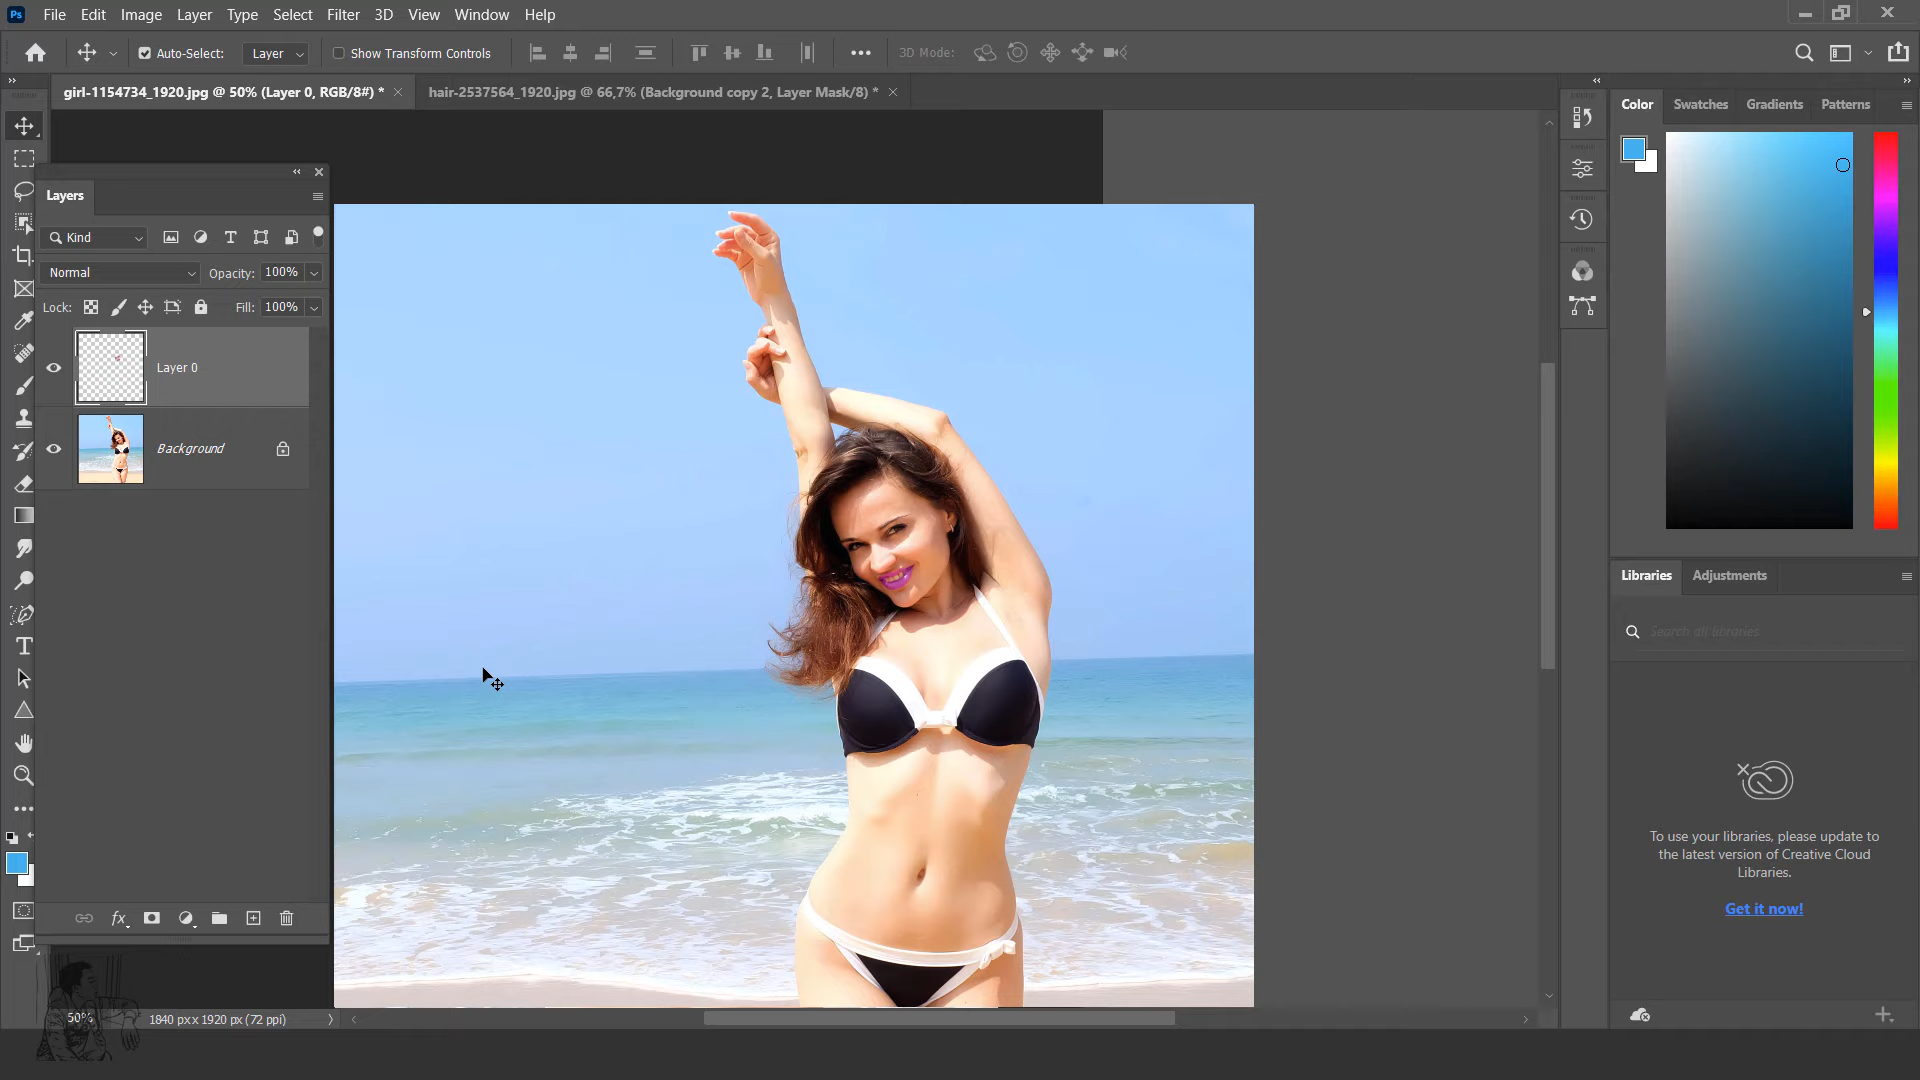 Ps File Edit Image Layer Type Select Filter 3D View Window Help
Auto-Select: Layer Show Transform Controls 3D Mode:
girl-1154734_1920.jpg @ 50% (Layer 0, RGB/8#) *
hair-2537564_1920.jpg @ 66,7% (Background copy 2, Layer Mask/8) *
Color Swatches Gradients Patterns
Layers
Kind
Normal Opacity: 100%
Lock: Fill: 100%
Layer 0
Background
fx
Libraries Adjustments
Search all libraries
To use your libraries, please update to
the latest version of Creative Cloud
Libraries.
Get it now!
50% 1840 px x 1920 px (72 ppi)